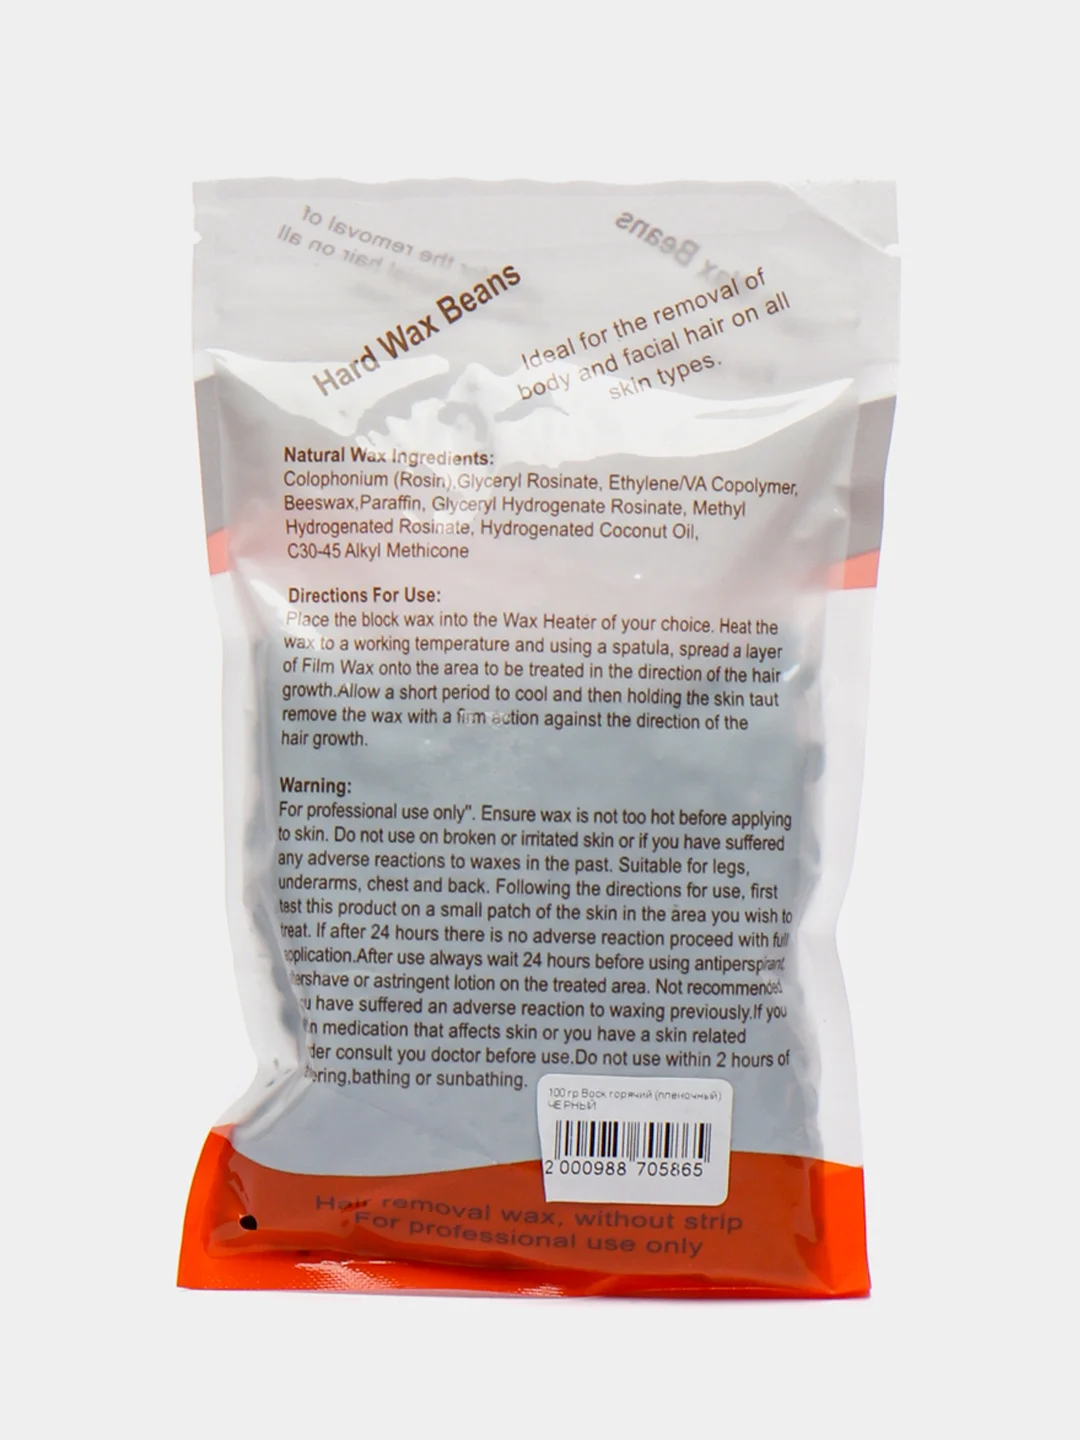 Hard Wax Beans
Ideal for the removal of
body and facial hair on all
skin types.
Natural Wax Ingredients:
Colophonium (Rosin),Glyceryl Rosinate, Ethylene/VA Copolymer,
Beeswax,Paraffin, Glyceryl Hydrogenate Rosinate, Methyl
Hydrogenated Rosinate, Hydrogenated Coconut Oil,
C30-45 Alkyl Methicone
Directions For Use:
Place the block wax into the Wax Heater of your choice. Heat the
wax to a working temperature and using a spatula, spread a layer
of Film Wax onto the area to be treated in the direction of the hair
growth.Allow a short period to cool and then holding the skin taut
remove the wax with a firm action against the direction of the
hair growth.
Warning:
For professional use only". Ensure wax is not too hot before applying
to skin. Do not use on broken or irritated skin or if you have suffered
any adverse reactions to waxes in the past. Suitable for legs,
underarms, chest and back. Following the directions for use, first
test this product on a small patch of the skin in the area you wish to
treat. If after 24 hours there is no adverse reaction proceed with full
application.After use always wait 24 hours before using antiperspirant,
or astringent lotion on the treated area. Not recommended
have suffered an adverse reaction to waxing previously.If you
medication that affects skin or you have a skin related
consult you doctor before use.Do not use within 2 hours of
bathing or sunbathing.
100 гр Воск горячий (пленочный)
ЧЕРНЫЙ
2 000988 705865
Hair removal wax, without strip
For professional use only